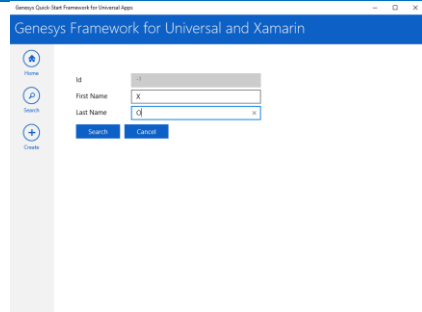 Genesys Quick-Start Framework for Universal Apps
Genesys Framework for Universal and Xamarin
Home
Search
Create
Id -1
First Name X
Last Name O
Search Cancel